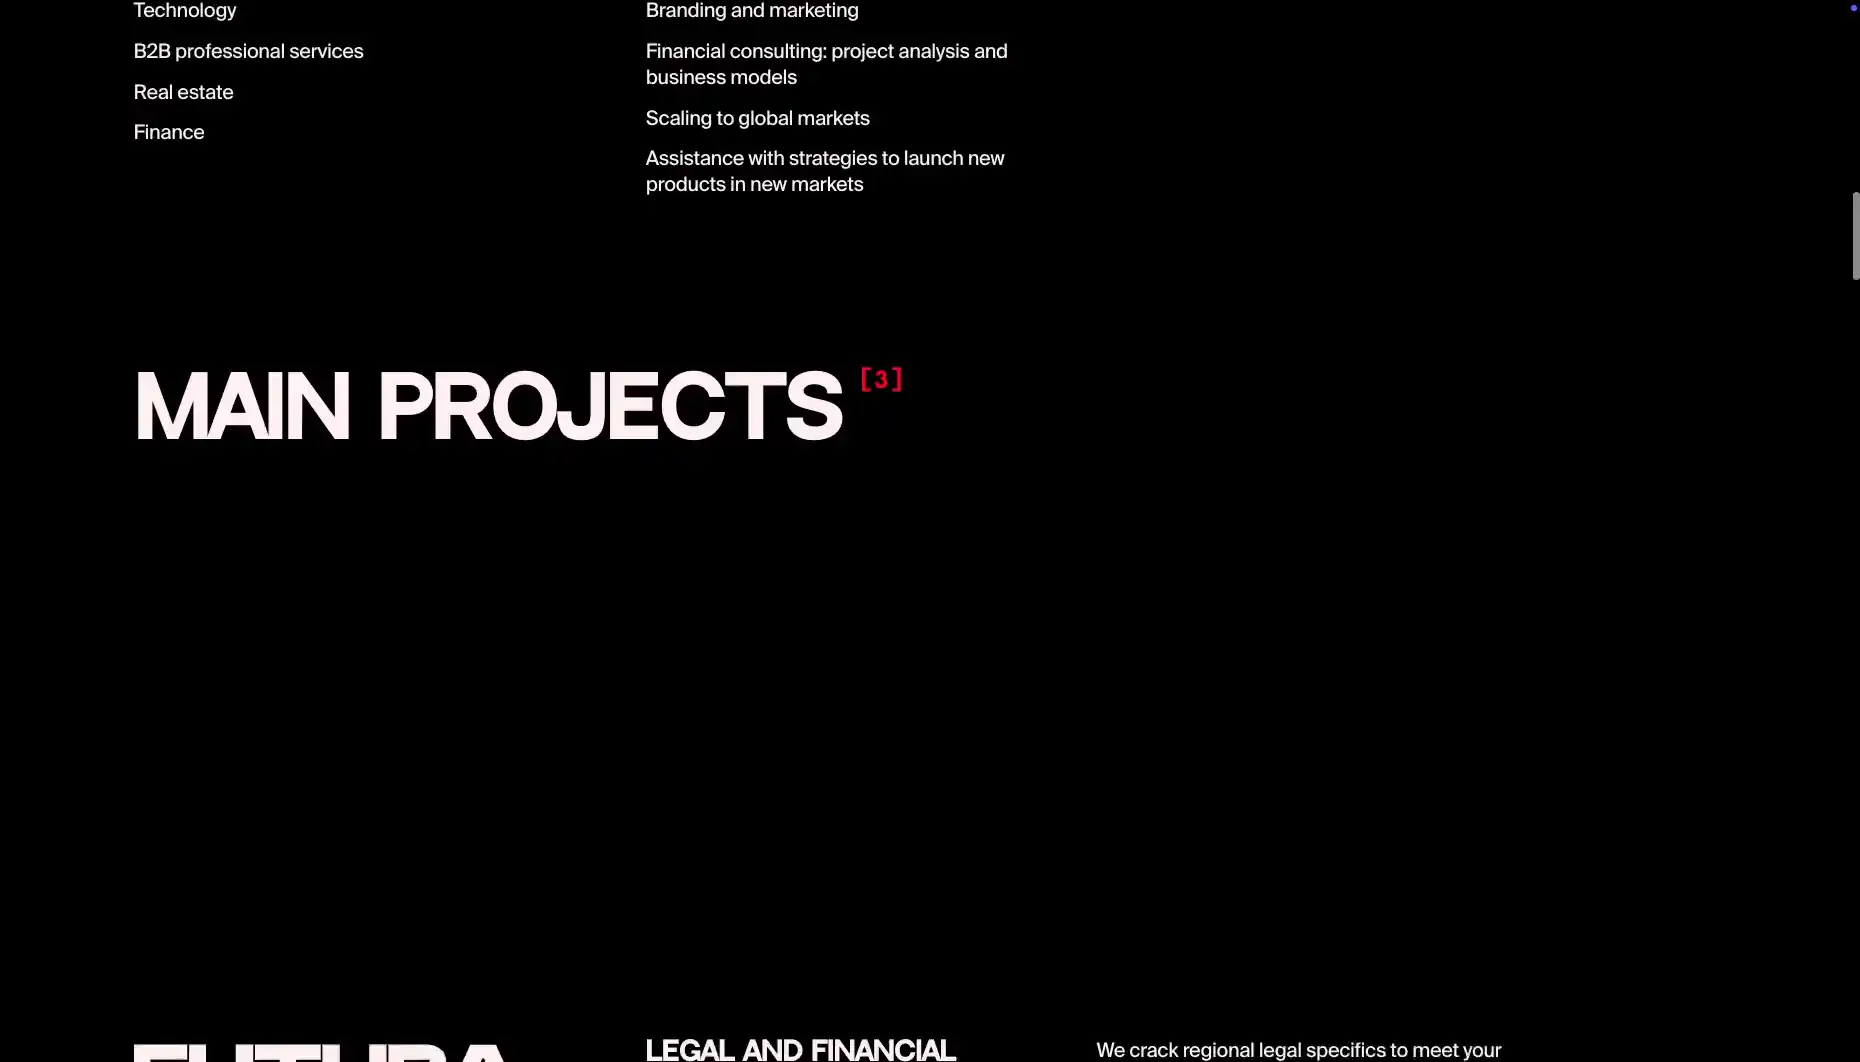 Technology
B2B professional services
Real estate
Finance
Branding and marketing
Financial consulting: project analysis and
business models
Scaling to global markets
Assistance with strategies to launch new
products in new markets
MAIN PROJECTS [3]
FUTURA
LEGAL AND FINANCIAL
We crack regional legal specifics to meet your